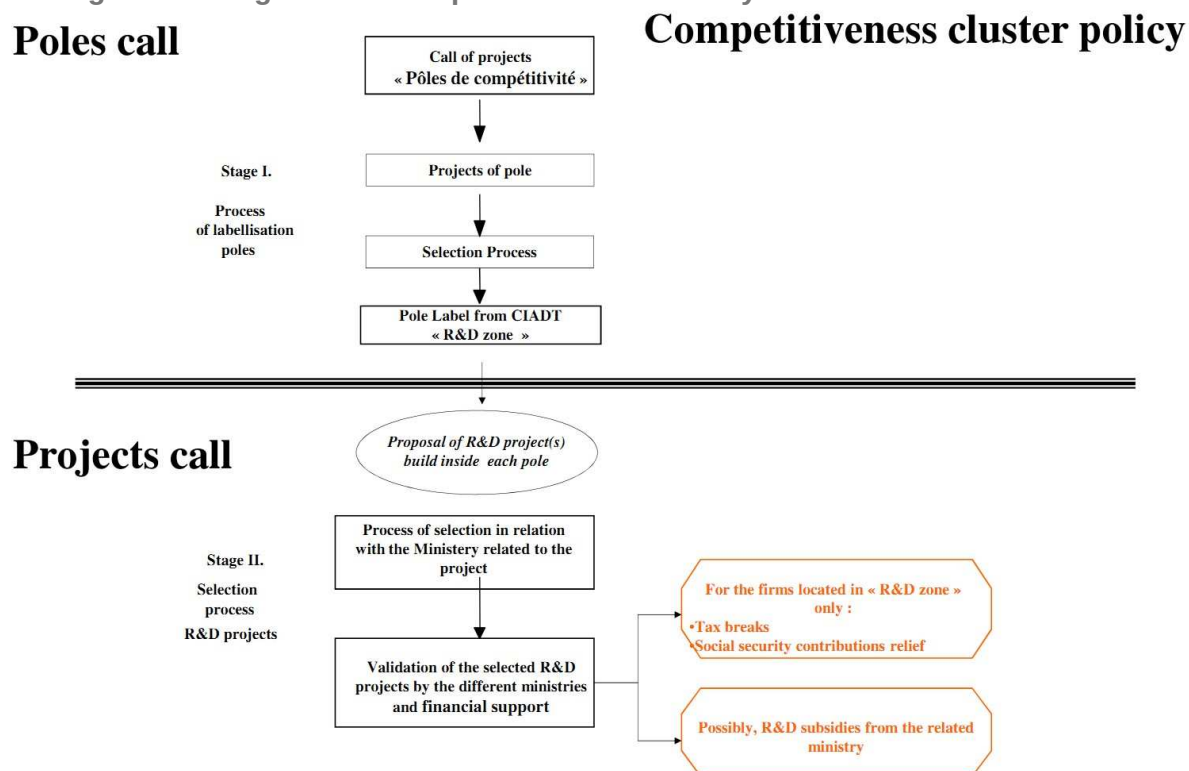 Poles call
Competitiveness cluster policy
Call of projects
« Pôles de compétitivité »
Stage I.
Process
of labellisation
poles
Projects of pole
Selection Process
Pole Label from CIADT
« R&D zone »
Projects call
Proposal of R&D project(s)
build inside each pole
Stage II.
Selection
process
R&D projects
Process of selection in relation
with the Ministery related to the
project
Validation of the selected R&D
projects by the different ministries
and financial support
For the firms located in « R&D zone »
only :
•Tax breaks
•Social security contributions relief
Possibly, R&D subsidies from the related
ministry